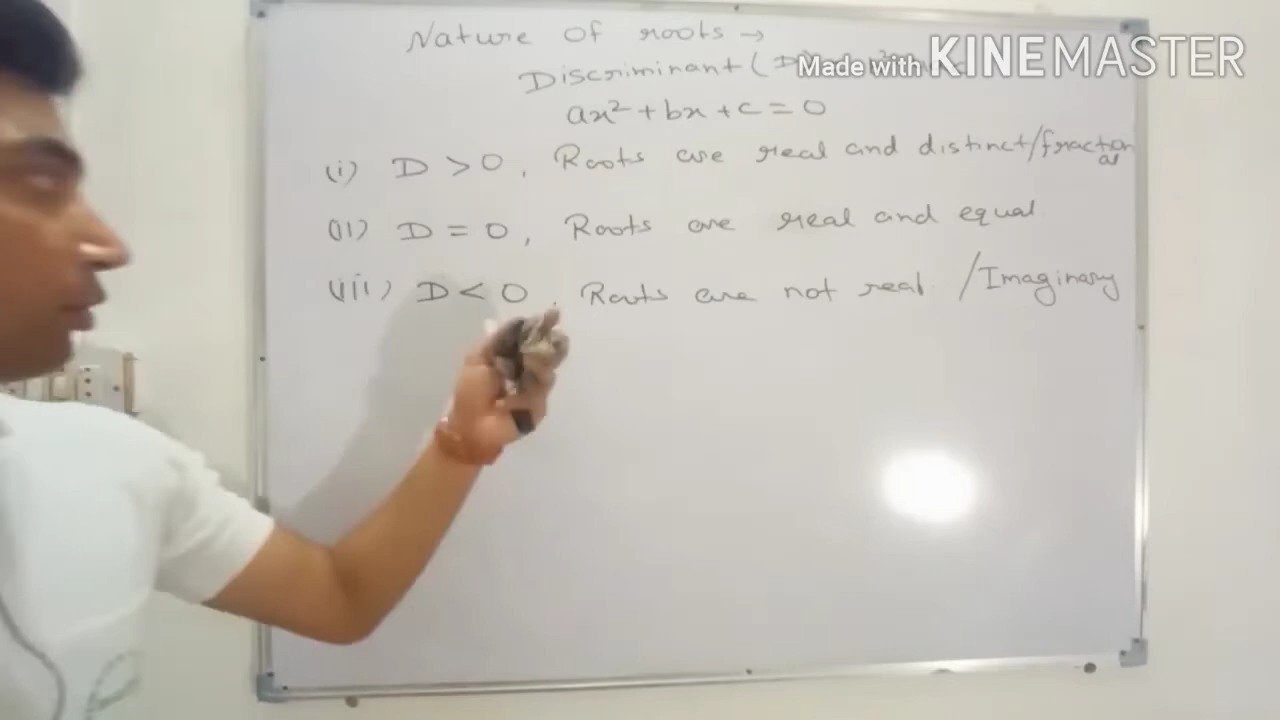 Nature of roots →
Discriminant (
Made with KINEMASTER
ax² + bx + c = 0
(i) D > 0, Roots are real and distinct/fractional
(ii) D = 0, Roots are real and equal
(iii) D < 0, Roots are not real / Imaginary